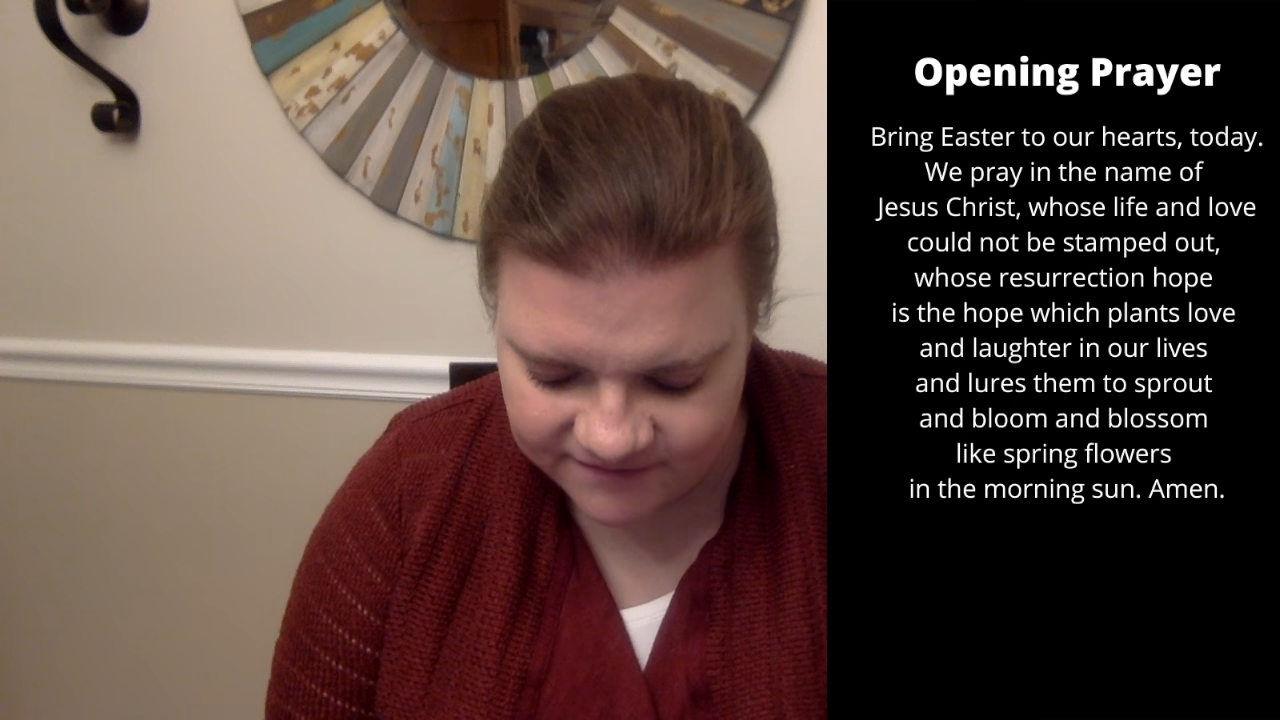 Opening Prayer
Bring Easter to our hearts, today.
We pray in the name of
Jesus Christ, whose life and love
could not be stamped out,
whose resurrection hope
is the hope which plants love
and laughter in our lives
and lures them to sprout
and bloom and blossom
like spring flowers
in the morning sun. Amen.